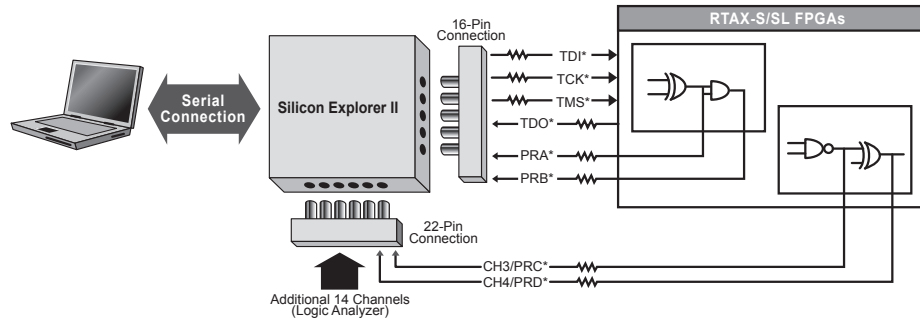 16-Pin
Connection
RTAX-S/SL FPGAs
TDI*
TCK*
TMS*
TDO*
PRA*
PRB*
Serial
Connection
Silicon Explorer II
22-Pin
Connection
CH3/PRC*
CH4/PRD*
Additional 14 Channels
(Logic Analyzer)